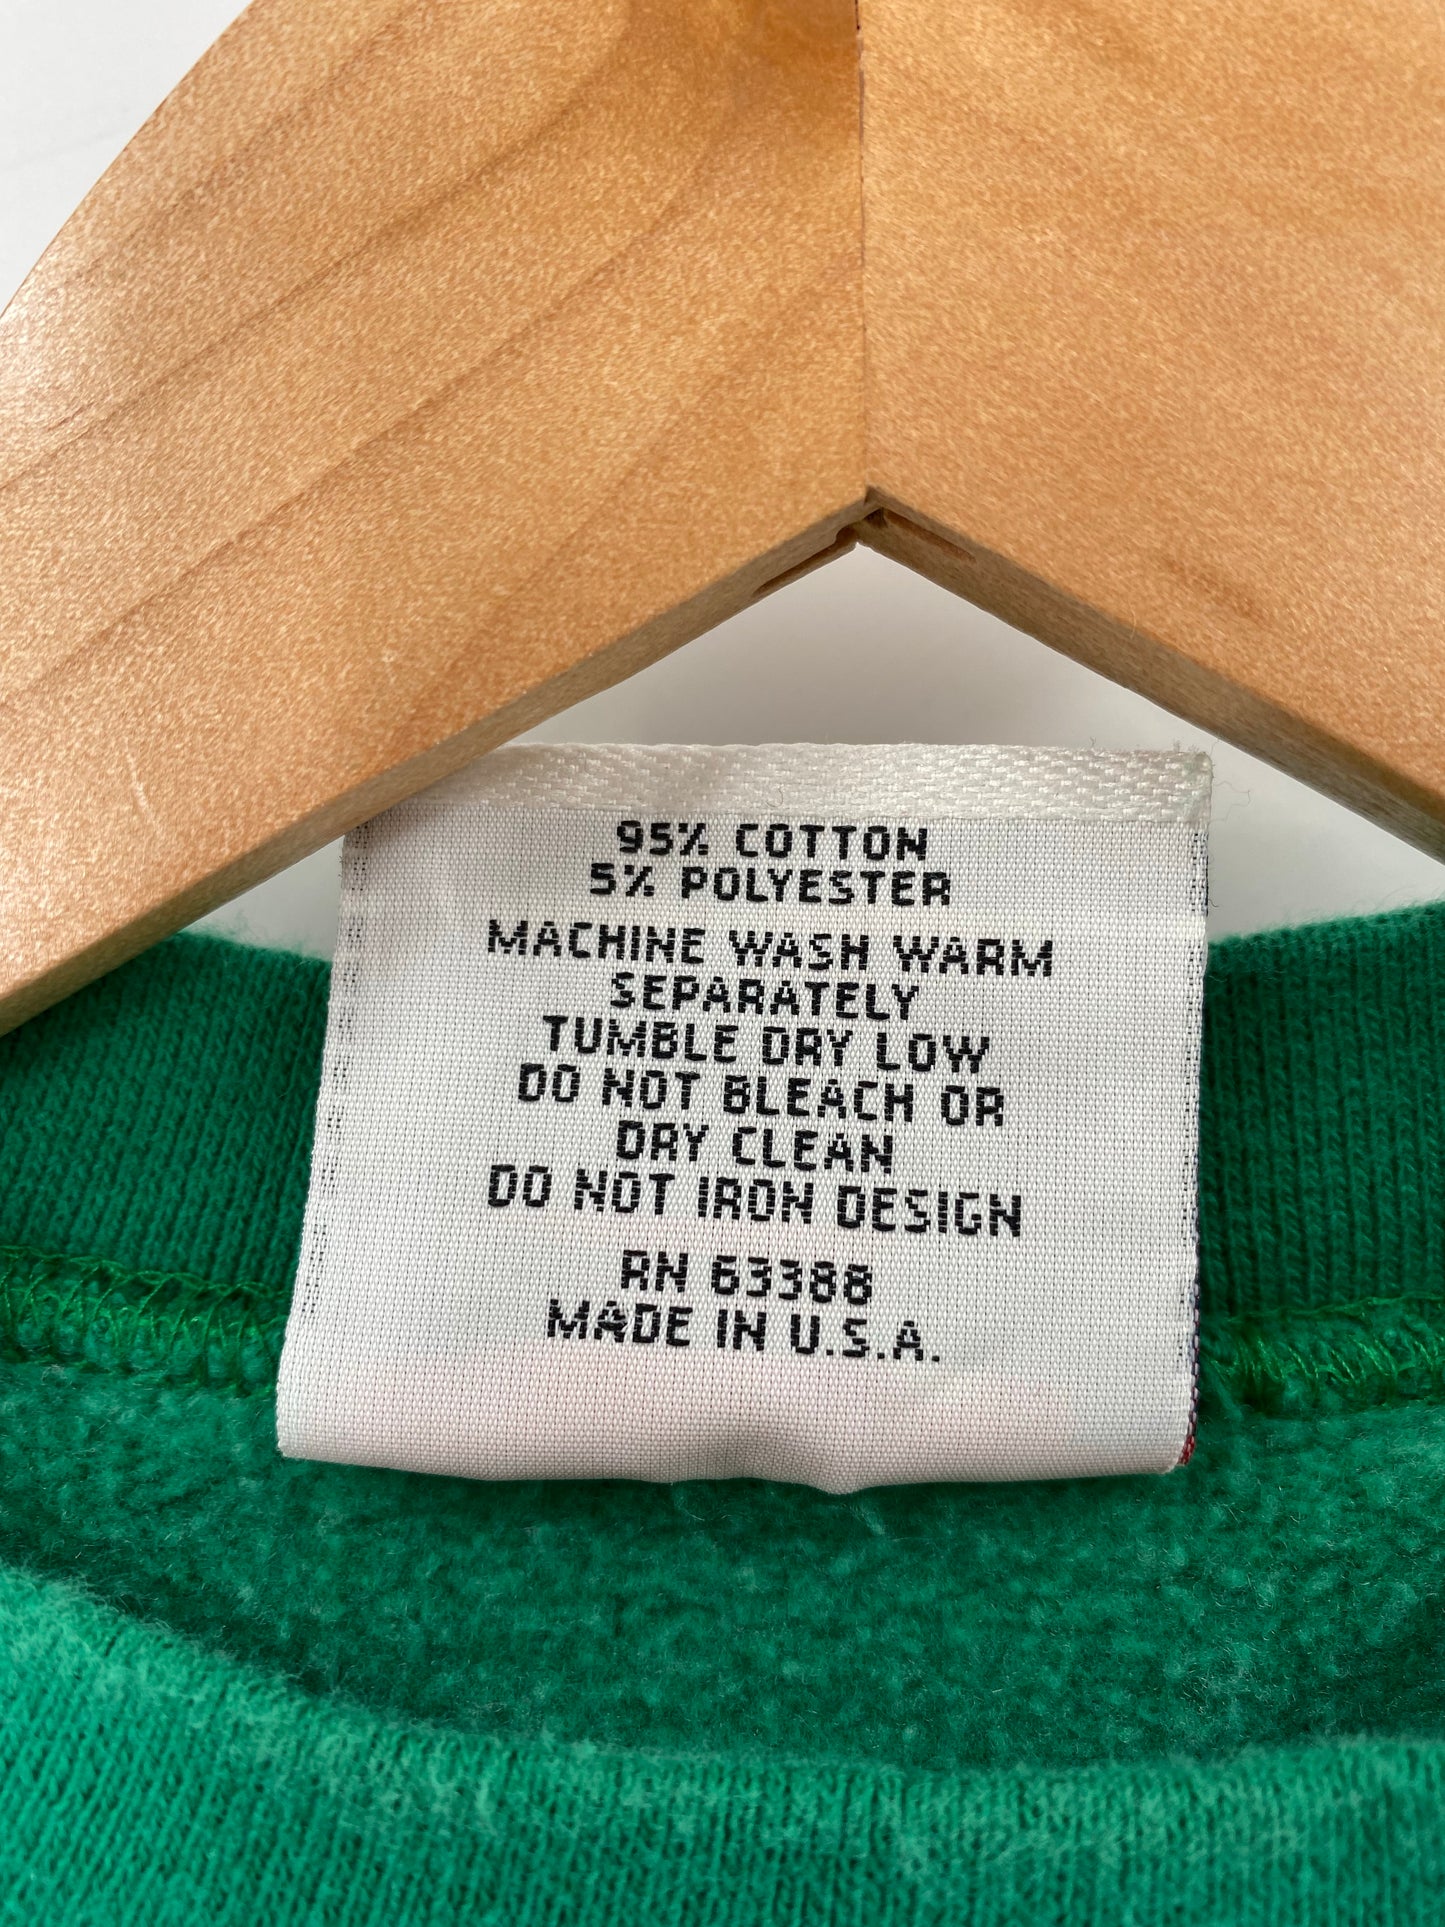 95% COTTON
5% POLYESTER
MACHINE WASH WARM
SEPARATELY
TUMBLE DRY LOW
DO NOT BLEACH OR
DRY CLEAN
DO NOT IRON DESIGN
RN 63388
MADE IN U.S.A.